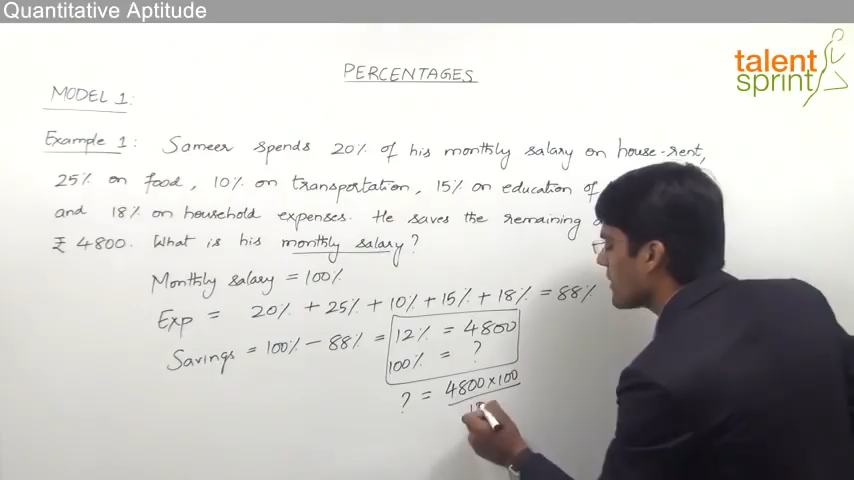 Quantitative Aptitude
talent
sprint
PERCENTAGES
MODEL 1:
Example 1: Sameer spends 20% of his monthly salary on house-rent,
25% on food, 10% on transportation, 15% on education of
and 18% on household expenses. He saves the remaining
₹ 4800. What is his monthly salary?
Monthly salary = 100%
Exp = 20% + 25% + 10% + 15% + 18% = 88%
Savings = 100% - 88% = 12% = 4800
100% = ?
? = 4800×100